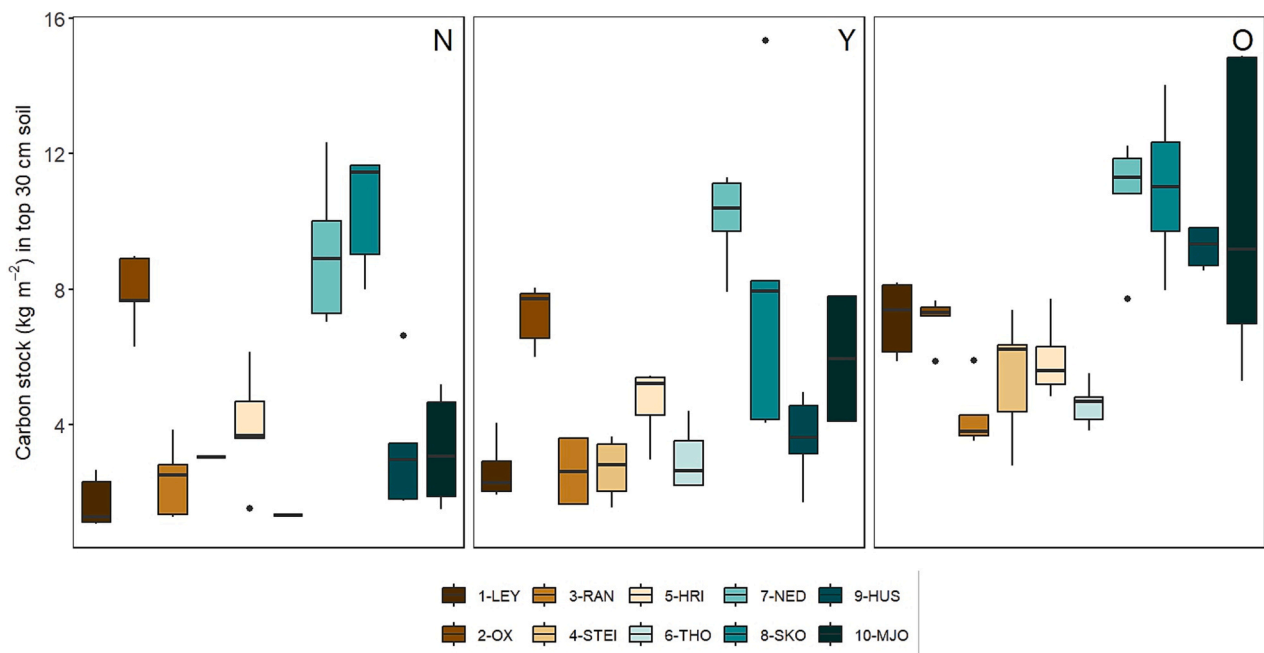 N
Y
O
Carbon stock (kg m⁻²) in top 30 cm soil
16
12
8
4
1-LEY 3-RAN 5-HRI 7-NED 9-HUS
2-OX 4-STEI 6-THO 8-SKO 10-MJO